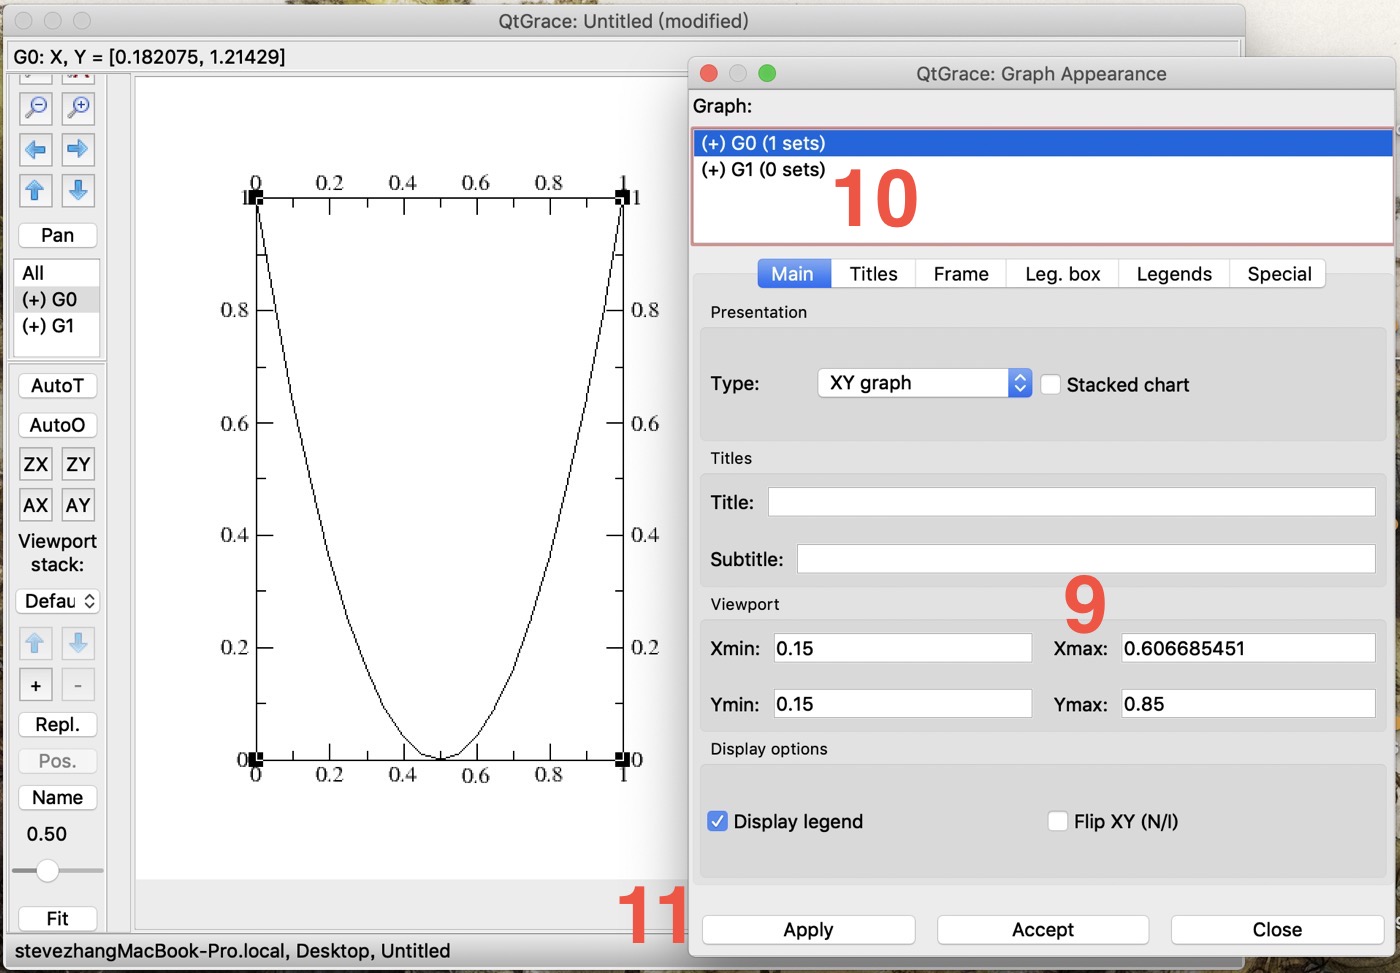 QtGrace: Untitled (modified)
G0: X, Y = [0.182075, 1.21429]
Pan
All
(+) G0
(+) G1
AutoT
AutoO
ZX ZY
AX AY
Viewport
stack:
Defau
+ -
Repl.
Pos.
Name
0.50
Fit
0 0.2 0.4 0.6 0.8 1
1 1
0.8 0.8
0.6 0.6
0.4 0.4
0.2 0.2
0 0
0 0.2 0.4 0.6 0.8 1
stevezhangMacBook-Pro.local, Desktop, Untitled
11
QtGrace: Graph Appearance
Graph:
(+) G0 (1 sets)
(+) G1 (0 sets)
10
Main Titles Frame Leg. box Legends Special
Presentation
Type: XY graph Stacked chart
Titles
Title:
Subtitle:
9
Viewport
Xmin: 0.15 Xmax: 0.606685451
Ymin: 0.15 Ymax: 0.85
Display options
Display legend Flip XY (N/I)
Apply Accept Close